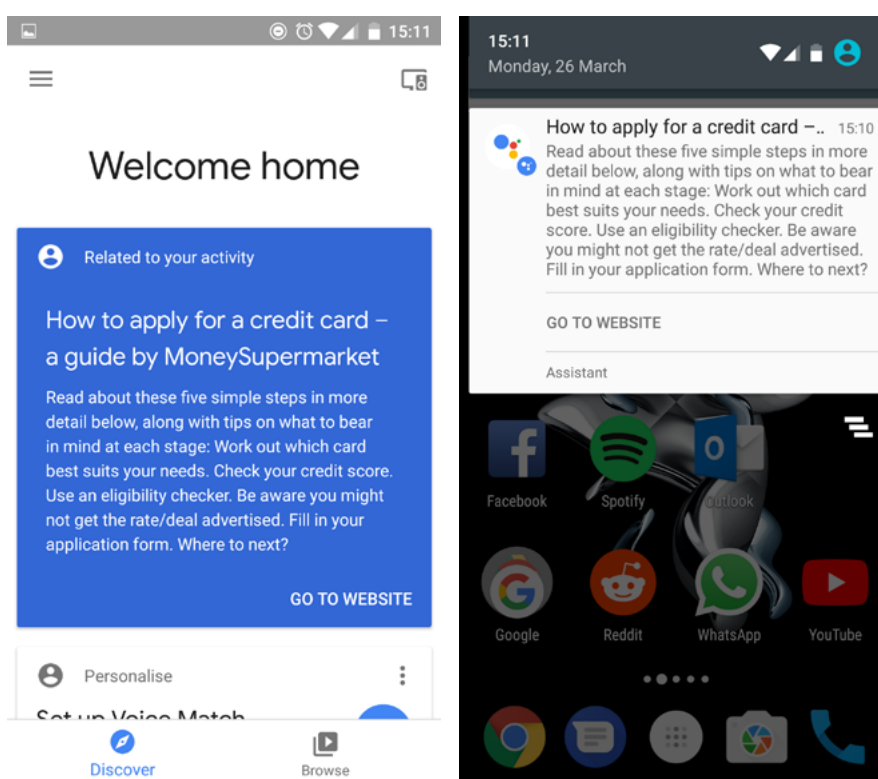 15:11
Welcome home
Related to your activity
How to apply for a credit card –
a guide by MoneySupermarket
Read about these five simple steps in more
detail below, along with tips on what to bear
in mind at each stage: Work out which card
best suits your needs. Check your credit score.
Use an eligibility checker. Be aware you might
not get the rate/deal advertised. Fill in your
application form. Where to next?
GO TO WEBSITE
Personalise
Set up Voice Match
Discover
Browse
15:11
Monday, 26 March
How to apply for a credit card –.. 15:10
Read about these five simple steps in more
detail below, along with tips on what to bear
in mind at each stage: Work out which card
best suits your needs. Check your credit
score. Use an eligibility checker. Be aware
you might not get the rate/deal advertised.
Fill in your application form. Where to next?
GO TO WEBSITE
Assistant
Facebook Spotify Outlook
Google Reddit WhatsApp YouTube